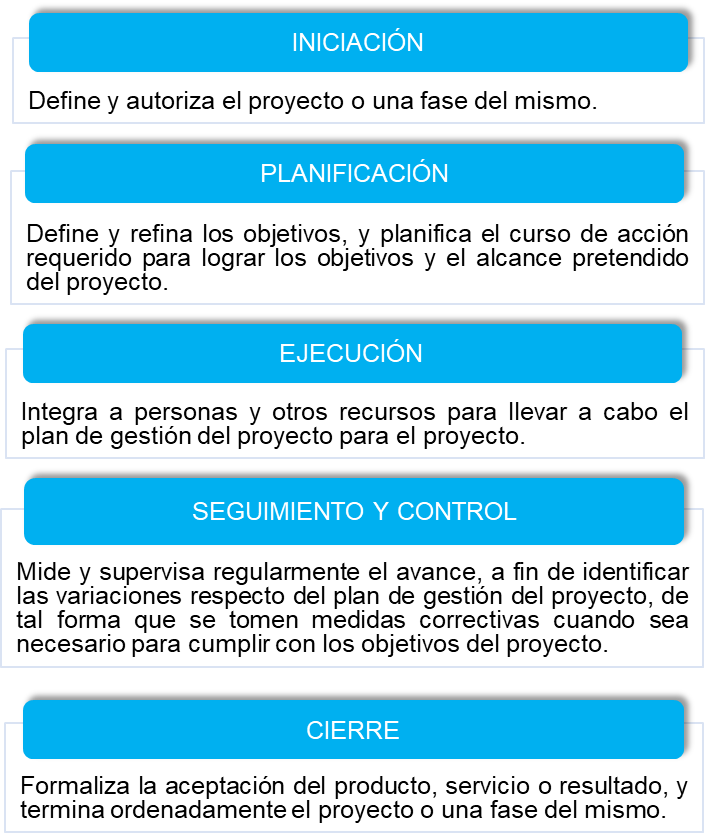 INICIACIÓN
Define y autoriza el proyecto o una fase del mismo.
PLANIFICACIÓN
Define y refina los objetivos, y planifica el curso de acción
requerido para lograr los objetivos y el alcance pretendido
del proyecto.
EJECUCIÓN
Integra a personas y otros recursos para llevar a cabo el
plan de gestión del proyecto para el proyecto.
SEGUIMIENTO Y CONTROL
Mide y supervisa regularmente el avance, a fin de identificar
las variaciones respecto del plan de gestión del proyecto, de
tal forma que se tomen medidas correctivas cuando sea
necesario para cumplir con los objetivos del proyecto.
CIERRE
Formaliza la aceptación del producto, servicio o resultado, y
termina ordenadamente el proyecto o una fase del mismo.